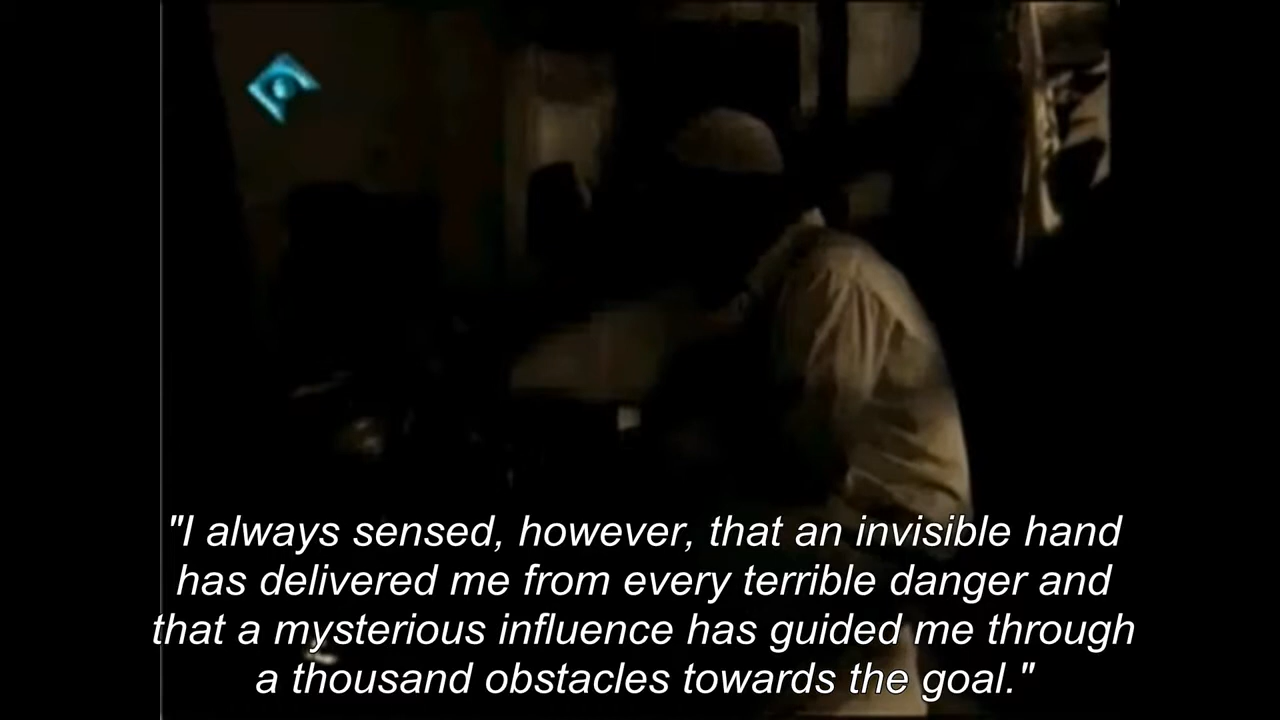 "I always sensed, however, that an invisible hand
has delivered me from every terrible danger and
that a mysterious influence has guided me through
a thousand obstacles towards the goal."